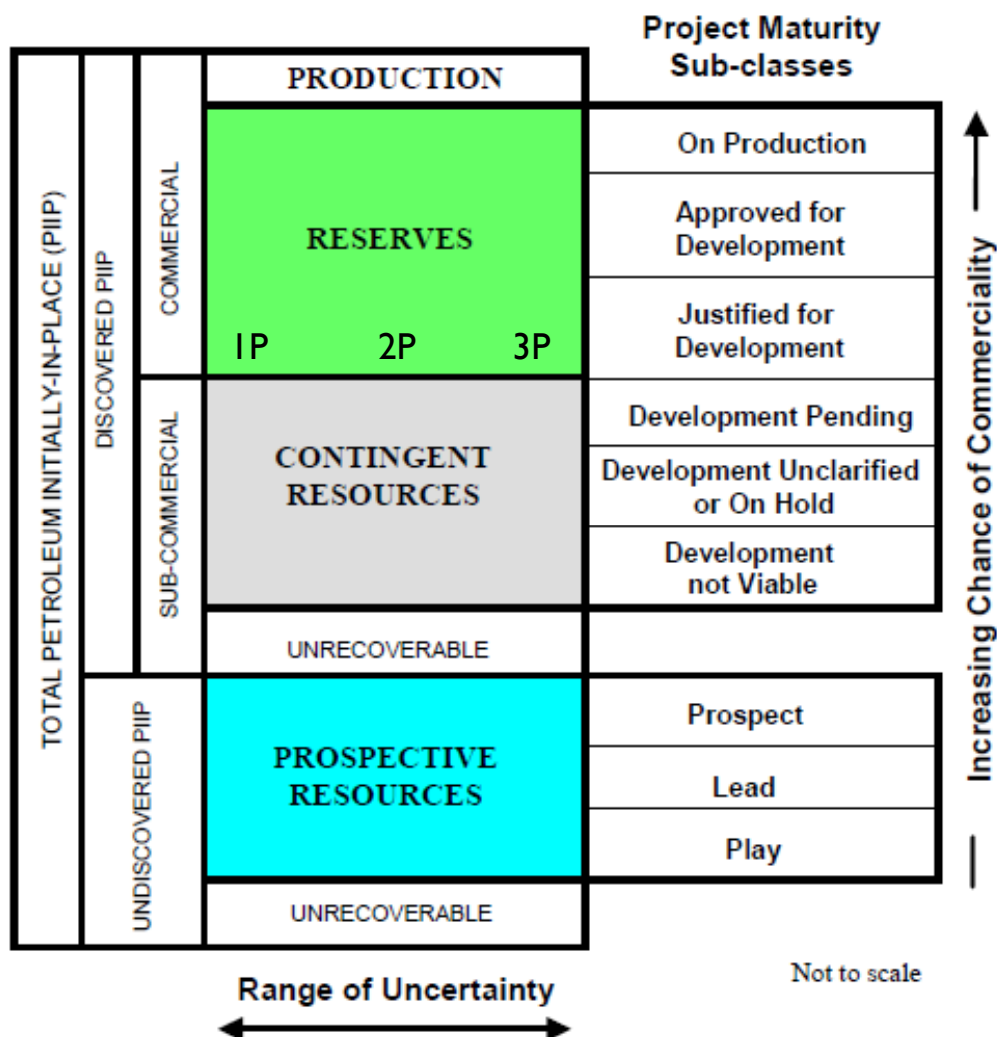 Project Maturity
Sub-classes
PRODUCTION
On Production
Approved for
Development
RESERVES
Justified for
Development
1P 2P 3P
Development Pending
CONTINGENT
RESOURCES
Development Unclarified
or On Hold
Development
not Viable
UNRECOVERABLE
Prospect
PROSPECTIVE
RESOURCES
Lead
Play
UNRECOVERABLE
TOTAL PETROLEUM INITIALLY-IN-PLACE (PIIP)
DISCOVERED PIIP
COMMERCIAL
SUB-COMMERCIAL
UNDISCOVERED PIIP
Increasing Chance of Commerciality
Not to scale
Range of Uncertainty